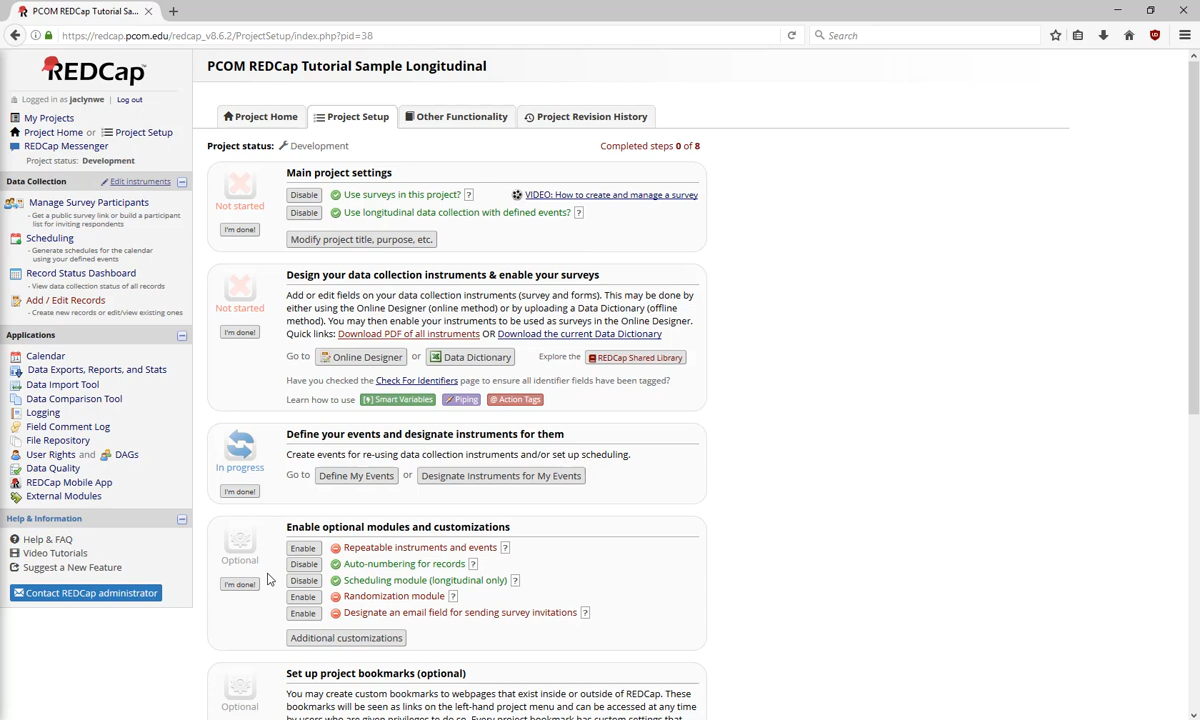 PCOM REDCap Tutorial Sa...
https://redcap.pcom.edu/redcap_v8.6.2/ProjectSetup/index.php?pid=38
Search
REDCap
Logged in as jaclynwe Log out
My Projects
Project Home or Project Setup
REDCap Messenger
Project status: Development
Data Collection Edit instruments
Manage Survey Participants
- Get a public survey link or build a participant list for inviting respondents
Scheduling
- Generate schedules for the calendar using your defined events
Record Status Dashboard
- View data collection status of all records
Add / Edit Records
- Create new records or edit/view existing ones
Applications
Calendar
Data Exports, Reports, and Stats
Data Import Tool
Data Comparison Tool
Logging
Field Comment Log
File Repository
User Rights and DAGs
Data Quality
REDCap Mobile App
External Modules
Help & Information
Help & FAQ
Video Tutorials
Suggest a New Feature
Contact REDCap administrator
PCOM REDCap Tutorial Sample Longitudinal
Project Home Project Setup Other Functionality Project Revision History
Project status: Development Completed steps 0 of 8
Not started
I'm done!
Main project settings
Disable Use surveys in this project? ? VIDEO: How to create and manage a survey
Disable Use longitudinal data collection with defined events? ?
Modify project title, purpose, etc.
Not started
I'm done!
Design your data collection instruments & enable your surveys
Add or edit fields on your data collection instruments (survey and forms). This may be done by
either using the Online Designer (online method) or by uploading a Data Dictionary (offline
method). You may then enable your instruments to be used as surveys in the Online Designer.
Quick links: Download PDF of all instruments OR Download the current Data Dictionary
Go to Online Designer or Data Dictionary Explore the REDCap Shared Library
Have you checked the Check For Identifiers page to ensure all identifier fields have been tagged?
Learn how to use Smart Variables Piping @ Action Tags
In progress
I'm done!
Define your events and designate instruments for them
Create events for re-using data collection instruments and/or set up scheduling.
Go to Define My Events or Designate Instruments for My Events
Optional
I'm done!
Enable optional modules and customizations
Enable Repeatable instruments and events ?
Disable Auto-numbering for records ?
Disable Scheduling module (longitudinal only) ?
Enable Randomization module ?
Enable Designate an email field for sending survey invitations ?
Additional customizations
Optional
Set up project bookmarks (optional)
You may create custom bookmarks to webpages that exist inside or outside of REDCap. These
bookmarks will be seen as links on the left-hand project menu and can be accessed at any time